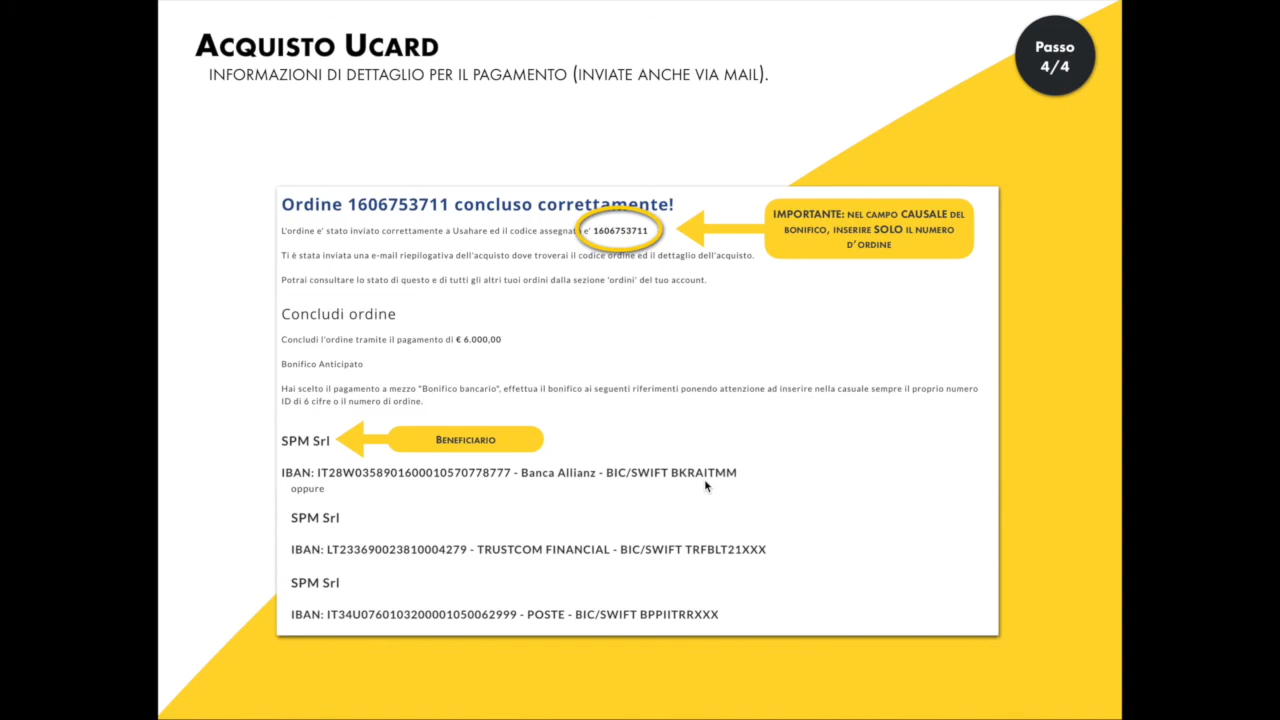 ACQUISTO UCARD
INFORMAZIONI DI DETTAGLIO PER IL PAGAMENTO (INVIATE ANCHE VIA MAIL).
Passo
4/4
Ordine 1606753711 concluso correttamente!
L'ordine e' stato inviato correttamente a Usahare ed il codice assegnato e' 1606753711
IMPORTANTE: NEL CAMPO CAUSALE DEL
BONIFICO, INSERIRE SOLO IL NUMERO
D'ORDINE
Ti è stata inviata una e-mail riepilogativa dell'acquisto dove troverai il codice ordine ed il dettaglio dell'acquisto.
Potrai consultare lo stato di questo e di tutti gli altri tuoi ordini dalla sezione 'ordini' del tuo account.
Concludi ordine
Concludi l'ordine tramite il pagamento di € 6.000,00
Bonifico Anticipato
Hai scelto il pagamento a mezzo "Bonifico bancario", effettua il bonifico ai seguenti riferimenti ponendo attenzione ad inserire nella casuale sempre il proprio numero
ID di 6 cifre o il numero di ordine.
SPM Srl
BENEFICIARIO
IBAN: IT28W0358901600010570778777 - Banca Allianz - BIC/SWIFT BKRAITMM
oppure
SPM Srl
IBAN: LT233690023810004279 - TRUSTCOM FINANCIAL - BIC/SWIFT TRFBLT21XXX
SPM Srl
IBAN: IT34U0760103200001050062999 - POSTE - BIC/SWIFT BPPIITRRXXX